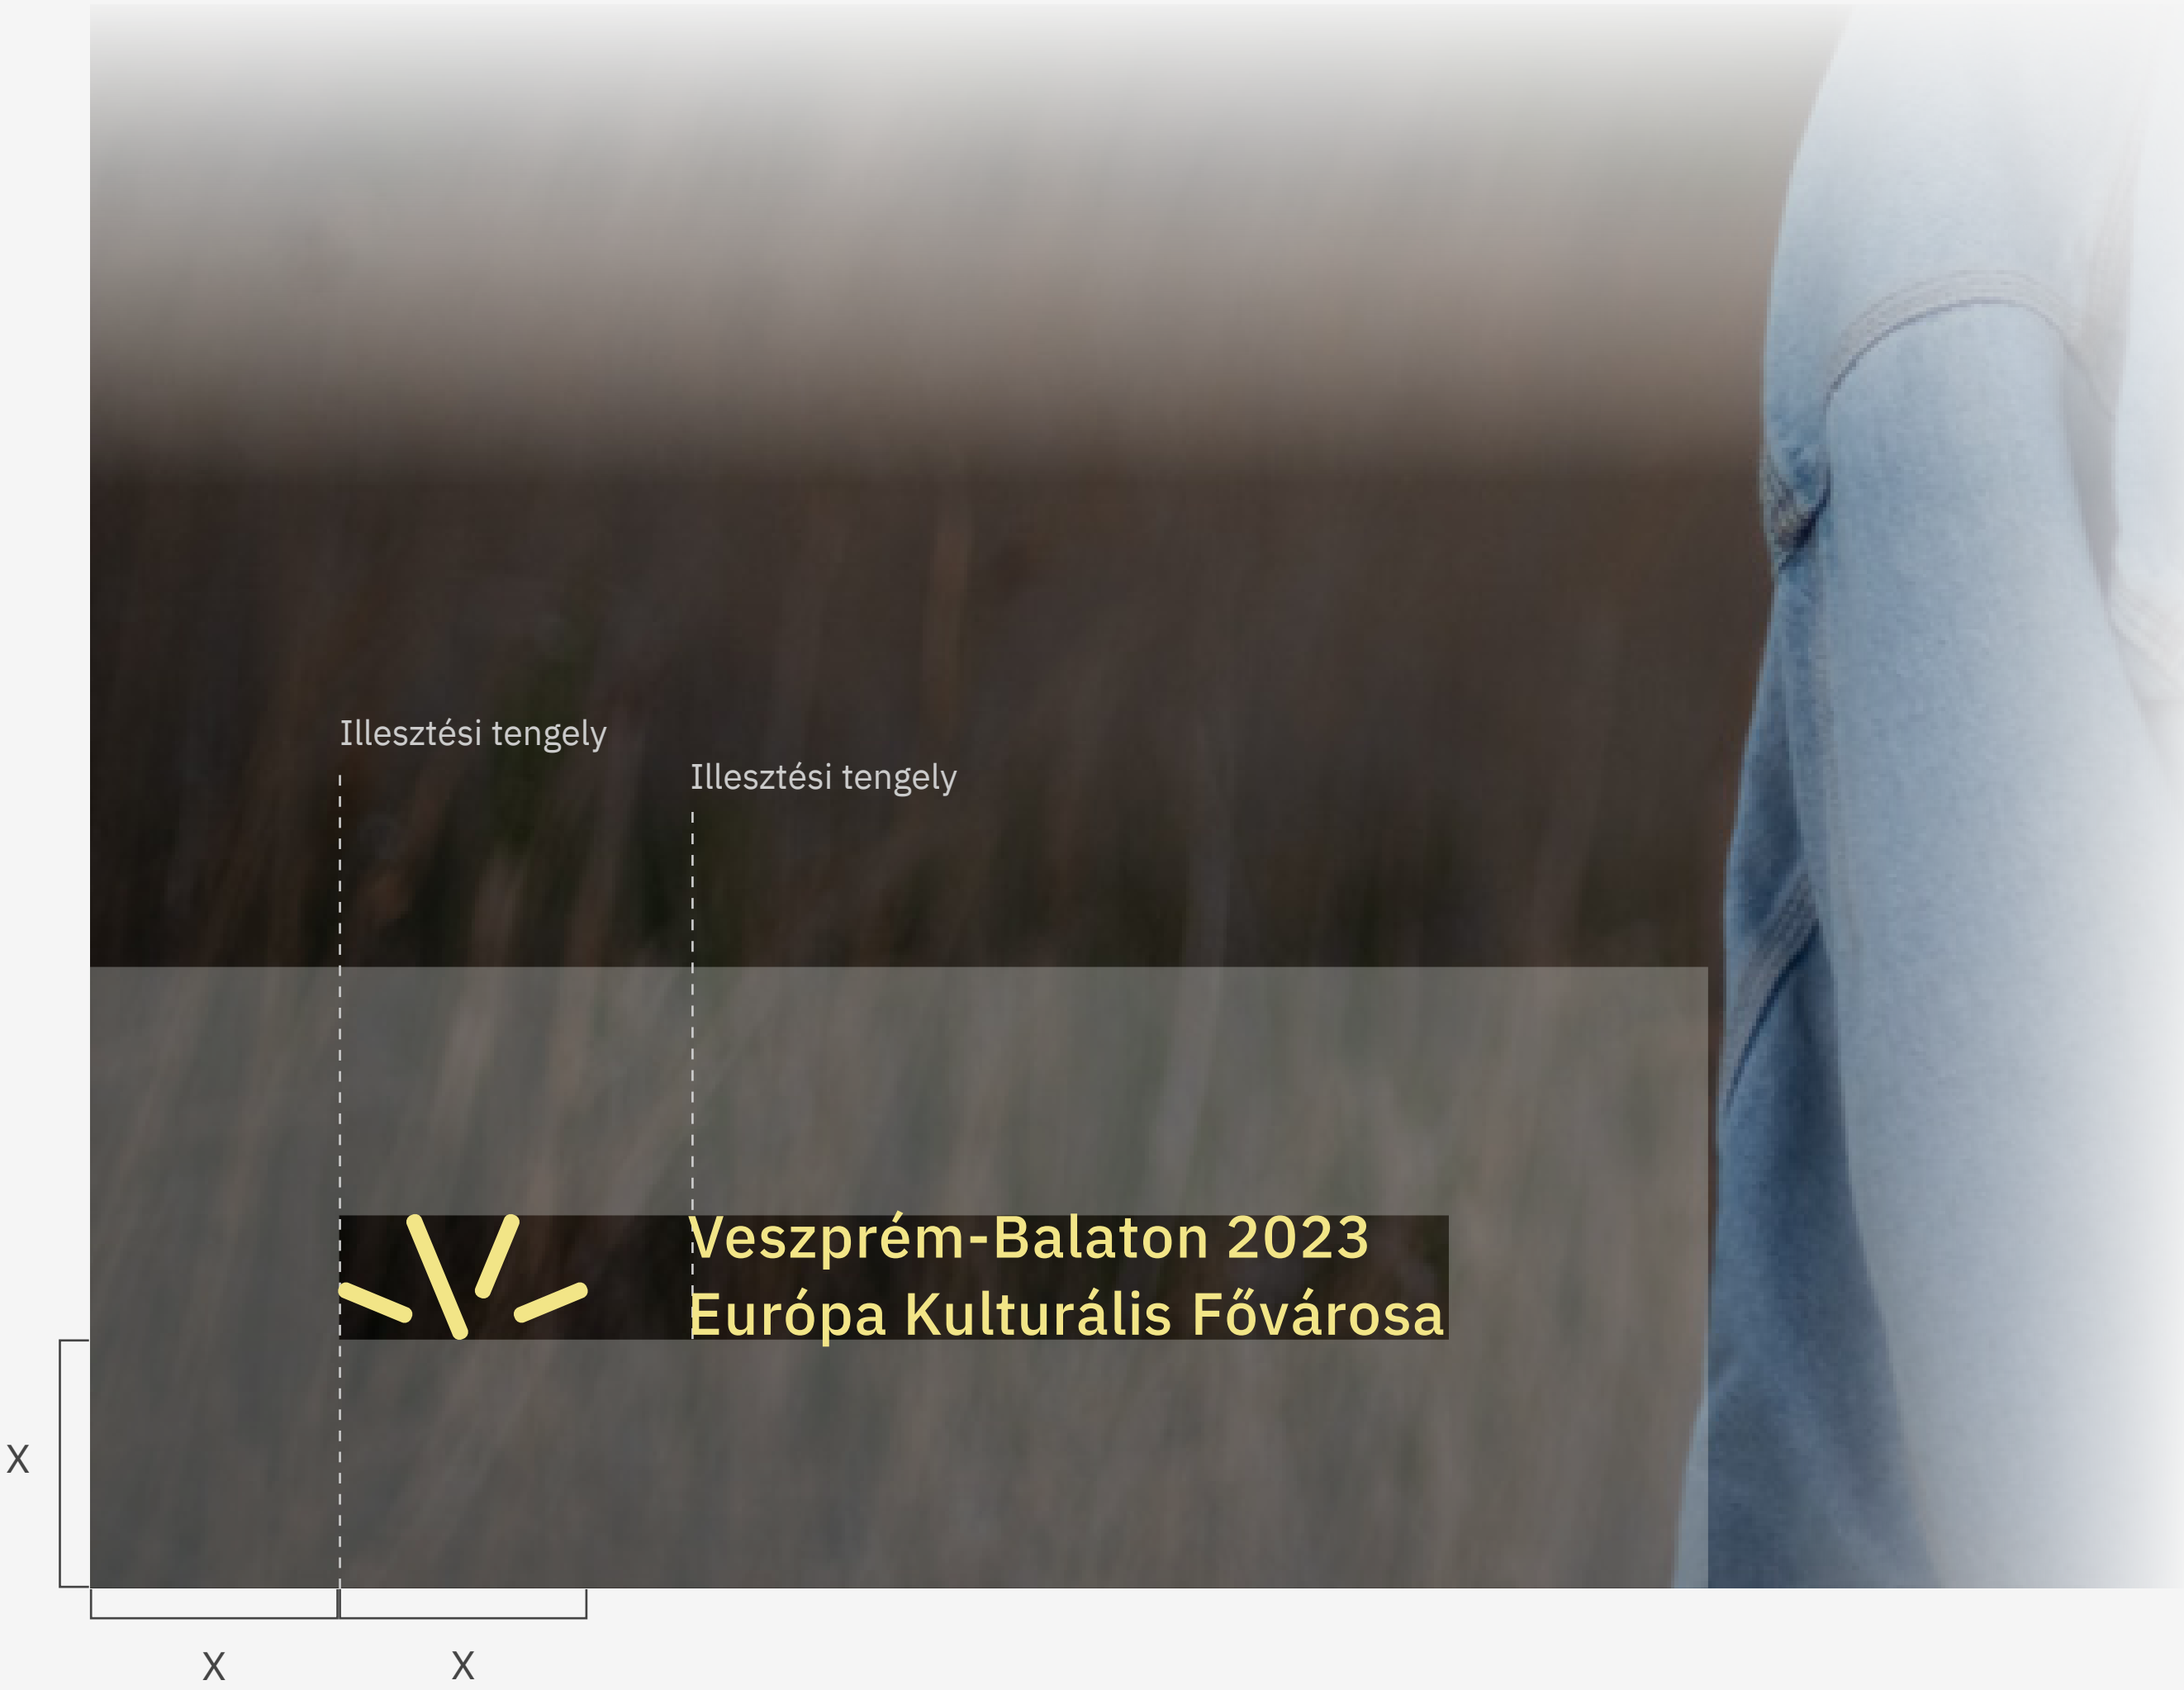 Illesztési tengely
Illesztési tengely
Veszprém-Balaton 2023
Európa Kulturális Fővárosa
X
X
X